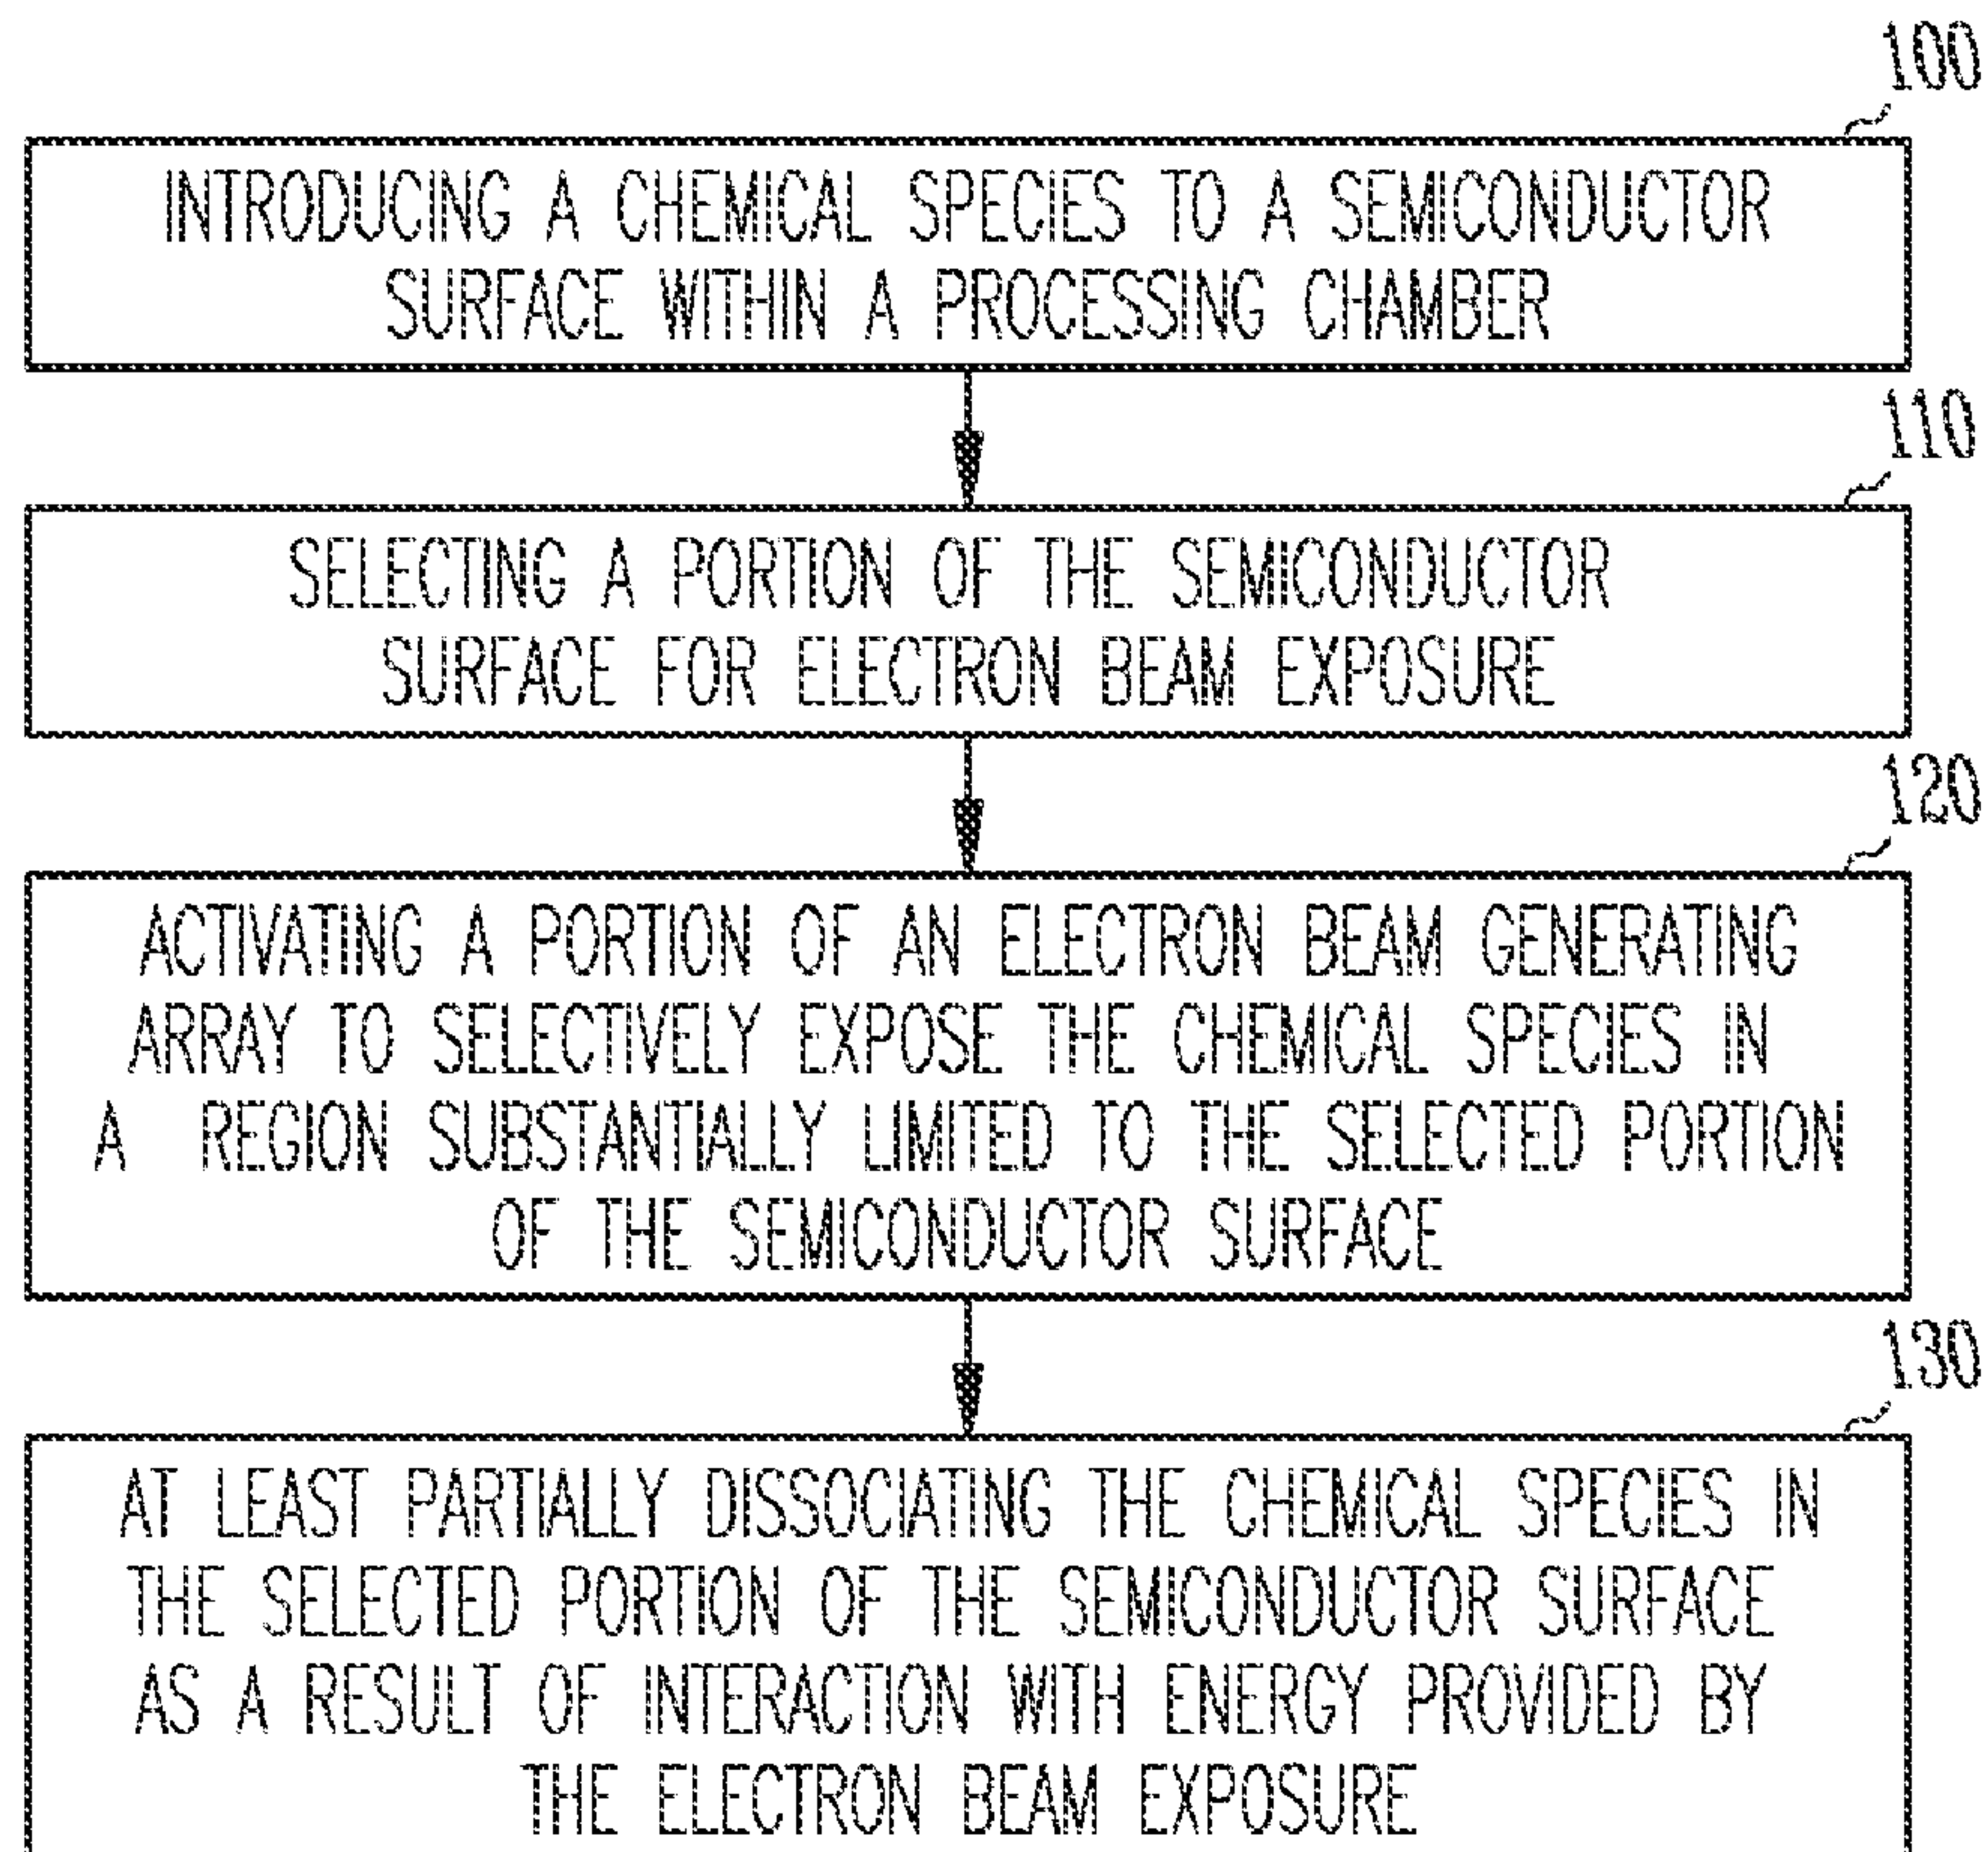 100
INTRODUCING A CHEMICAL SPECIES TO A SEMICONDUCTOR
SURFACE WITHIN A PROCESSING CHAMBER
110
SELECTING A PORTION OF THE SEMICONDUCTOR
SURFACE FOR ELECTRON BEAM EXPOSURE
120
ACTIVATING A PORTION OF AN ELECTRON BEAM GENERATING
ARRAY TO SELECTIVELY EXPOSE THE CHEMICAL SPECIES IN
A REGION SUBSTANTIALLY LIMITED TO THE SELECTED PORTION
OF THE SEMICONDUCTOR SURFACE
130
AT LEAST PARTIALLY DISSOCIATING THE CHEMICAL SPECIES IN
THE SELECTED PORTION OF THE SEMICONDUCTOR SURFACE
AS A RESULT OF INTERACTION WITH ENERGY PROVIDED BY
THE ELECTRON BEAM EXPOSURE